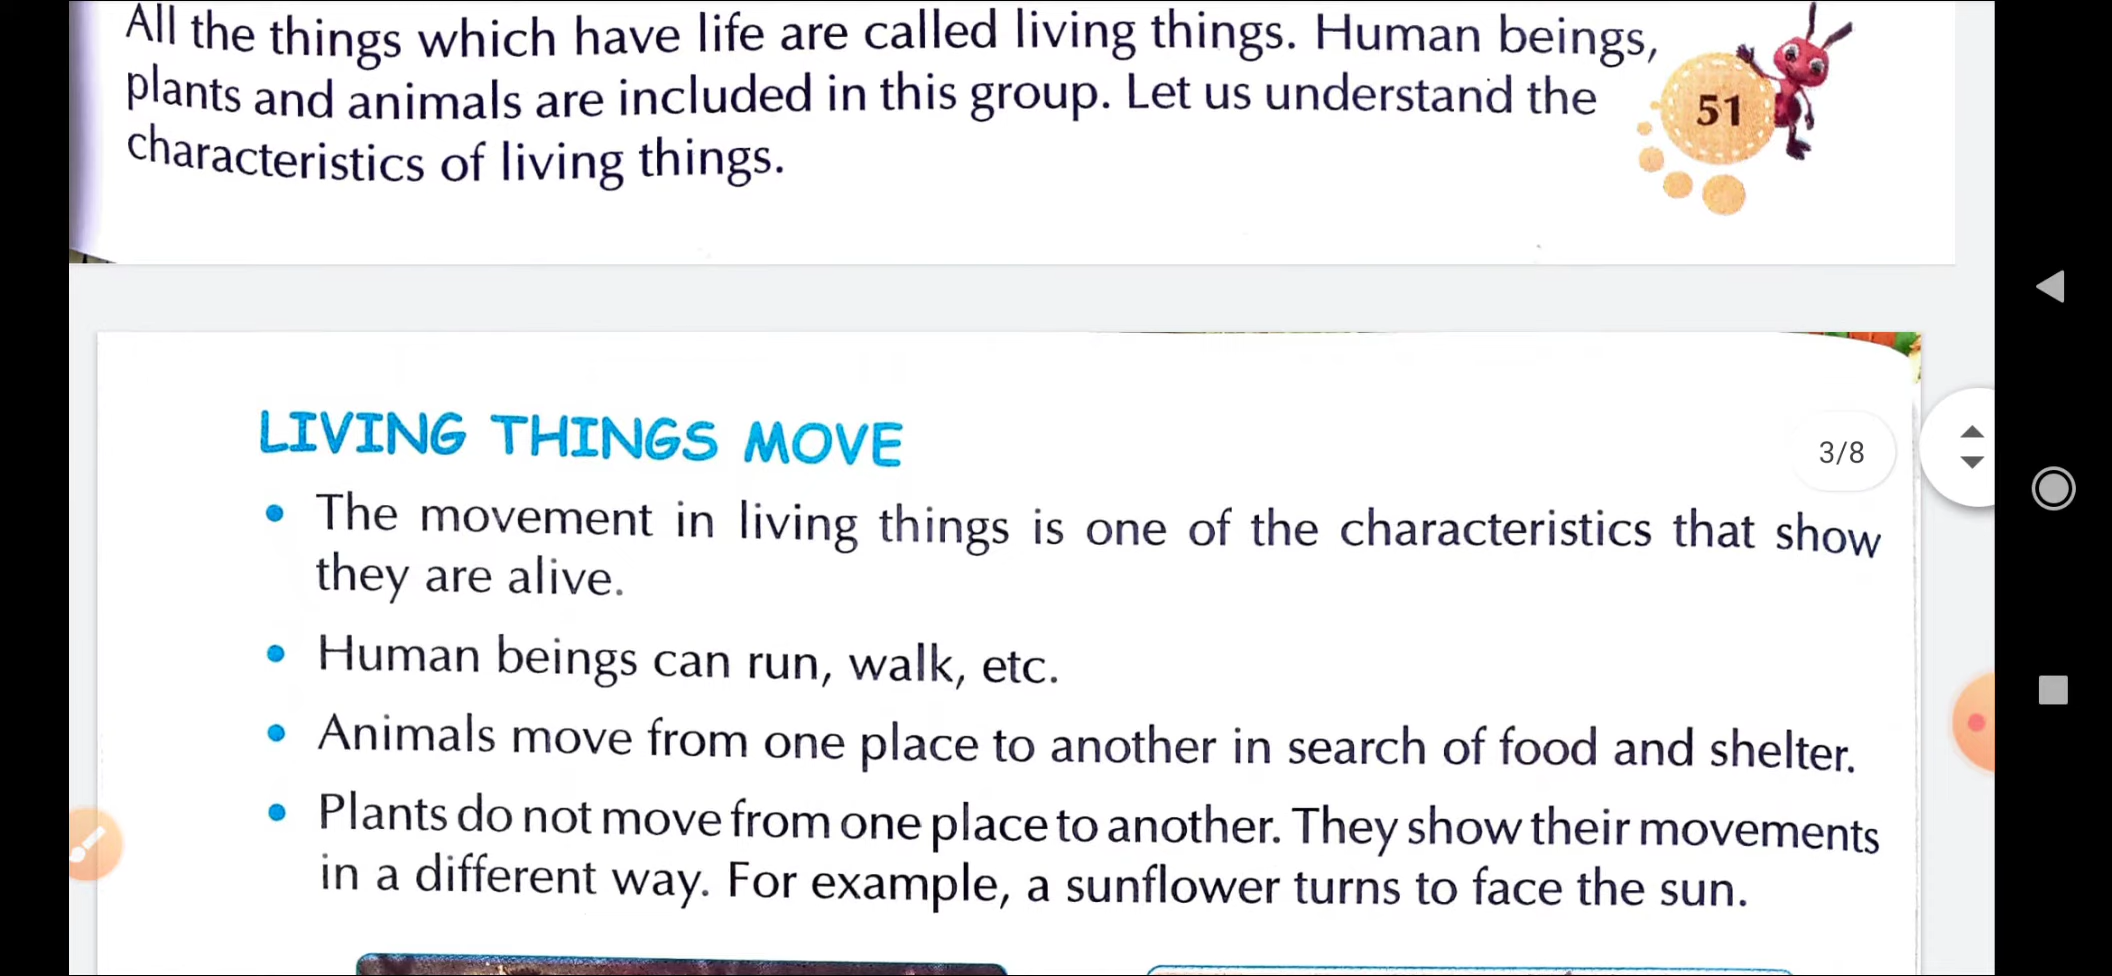 All the things which have life are called living things. Human beings,
plants and animals are included in this group. Let us understand the
characteristics of living things.
51
LIVING THINGS MOVE
3/8
• The movement in living things is one of the characteristics that show
they are alive.
• Human beings can run, walk, etc.
• Animals move from one place to another in search of food and shelter.
• Plants do not move from one place to another. They show their movements
in a different way. For example, a sunflower turns to face the sun.